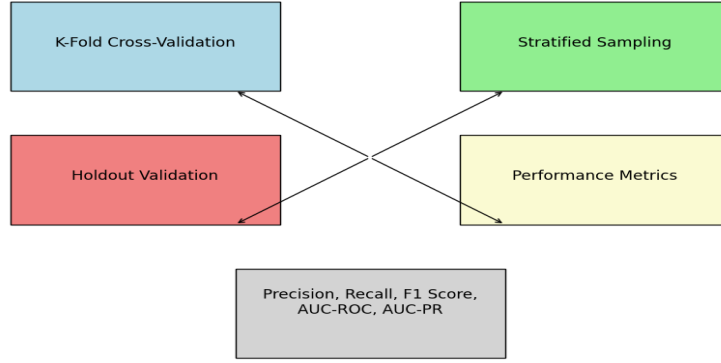 K-Fold Cross-Validation
Stratified Sampling
Holdout Validation
Performance Metrics
Precision, Recall, F1 Score,
AUC-ROC, AUC-PR